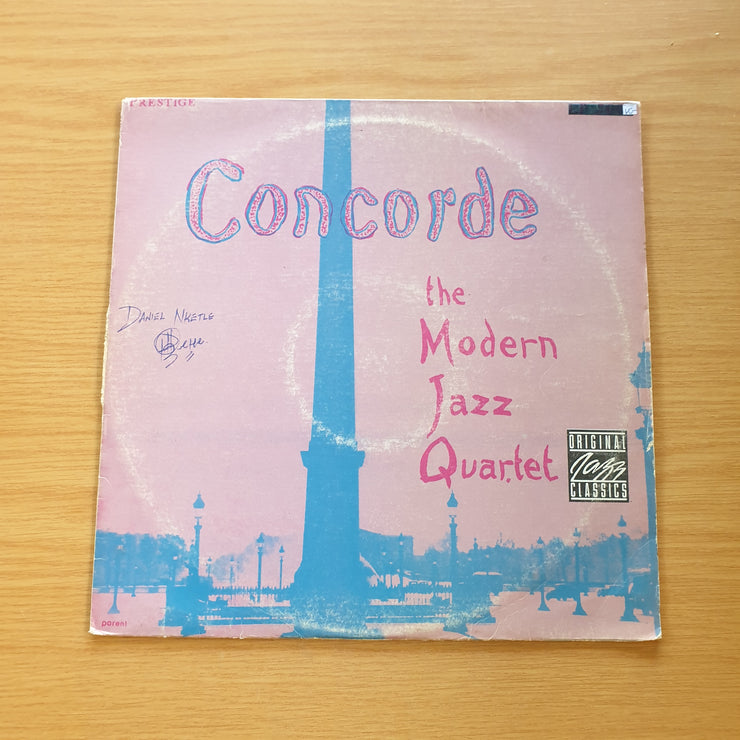 PRESTIGE
Concorde
the
Modern
Jazz
Quartet
DANIEL NKETLE
ORIGINAL
Jazz
CLASSICS
parent